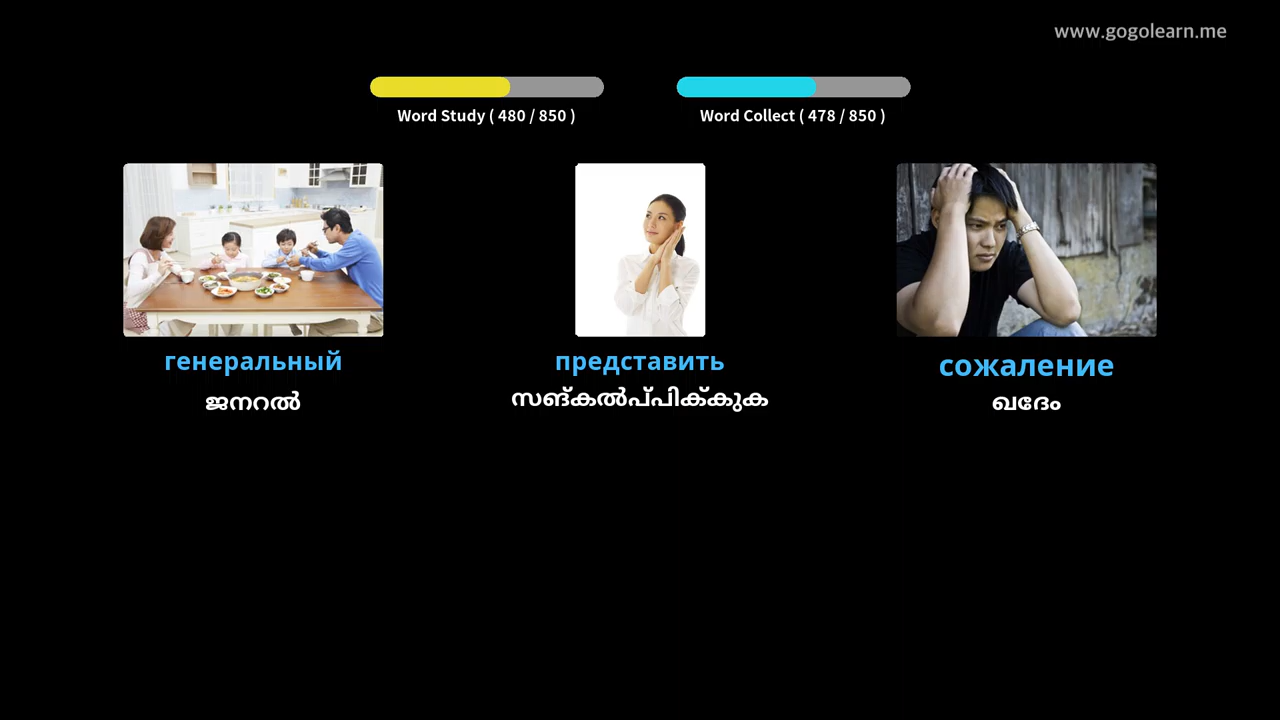 www.gogolearn.me
Word Study ( 480 / 850 )
Word Collect ( 478 / 850 )
генеральный
представить
сожаление
ജനറൽ
സങ്കൽപ്പിക്കുക
ഖേദം